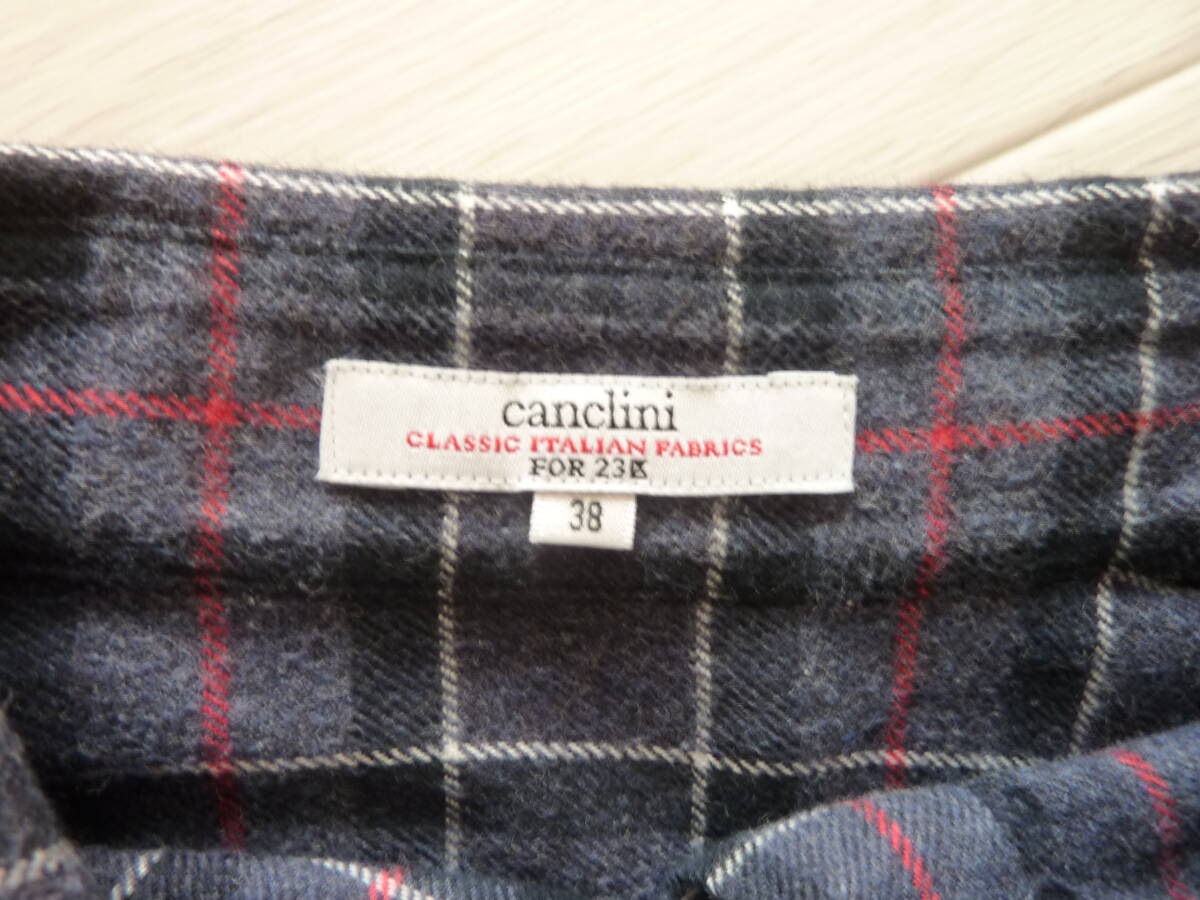 canclini
CLASSIC ITALIAN FABRICS
FOR 23区
38